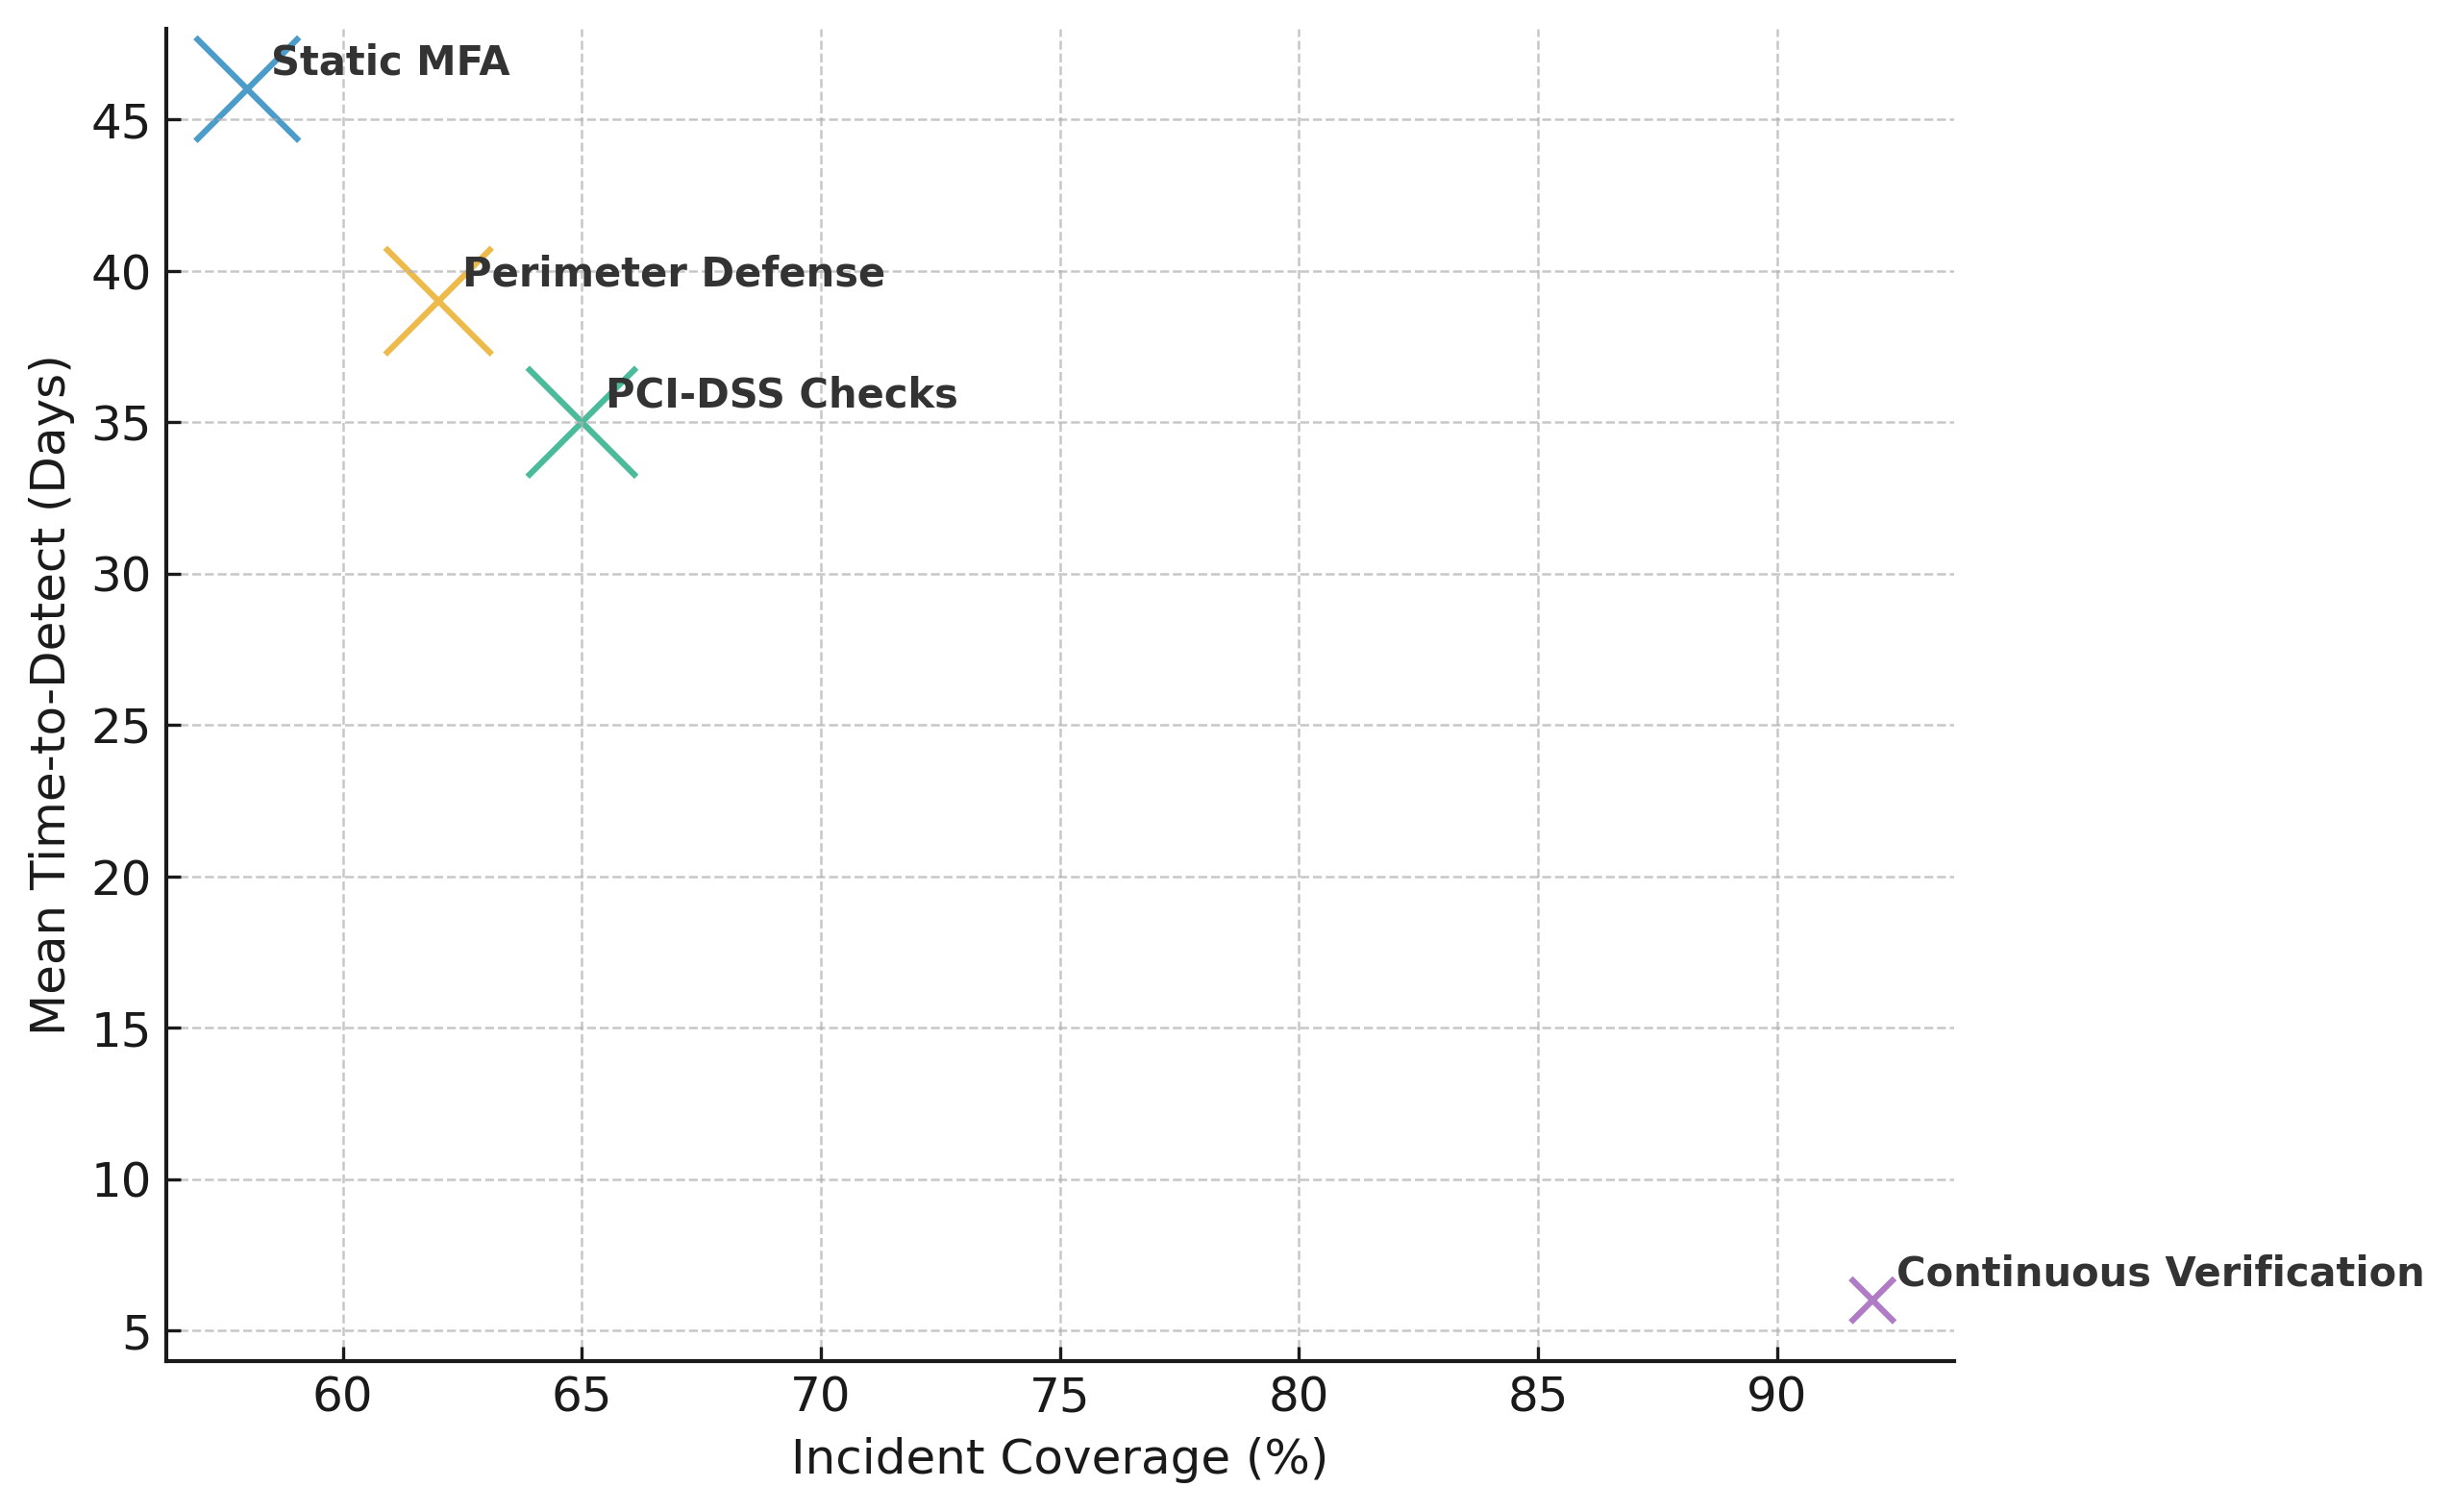 Static MFA
45
Perimeter Defense
40
PCI-DSS Checks
35
30
25
20
15
10
Continuous Verification
5
Mean Time-to-Detect (Days)
60 65 70 75 80 85 90
Incident Coverage (%)